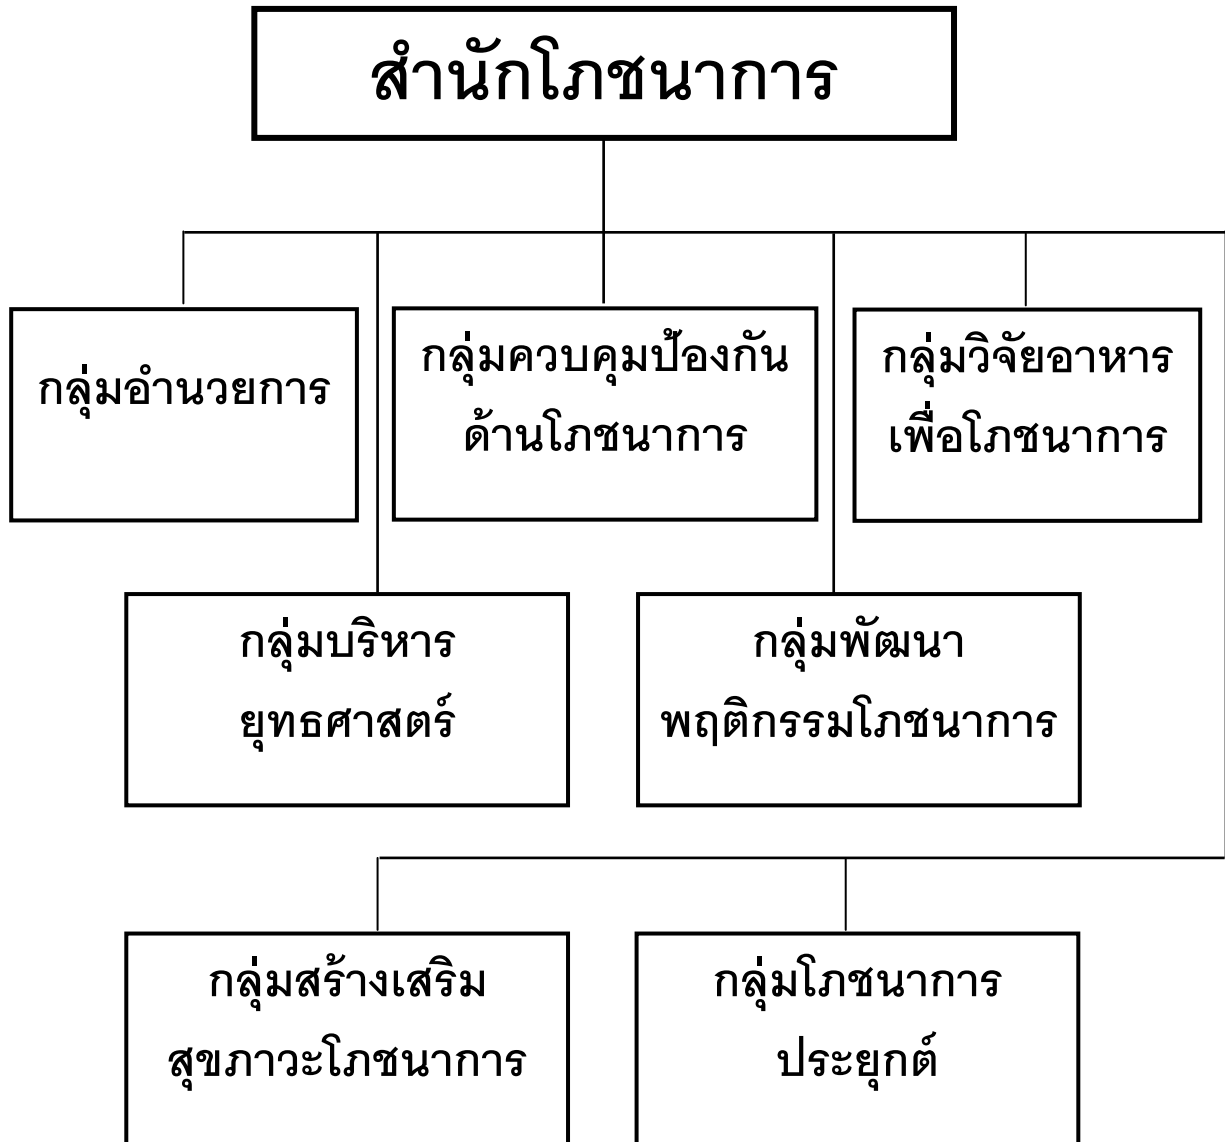 สำนักโภชนาการ
กลุ่มอำนวยการ
กลุ่มควบคุมป้องกัน
ด้านโภชนาการ
กลุ่มวิจัยอาหาร
เพื่อโภชนาการ
กลุ่มบริหาร
ยุทธศาสตร์
กลุ่มพัฒนา
พฤติกรรมโภชนาการ
กลุ่มสร้างเสริม
สุขภาวะโภชนาการ
กลุ่มโภชนาการ
ประยุกต์